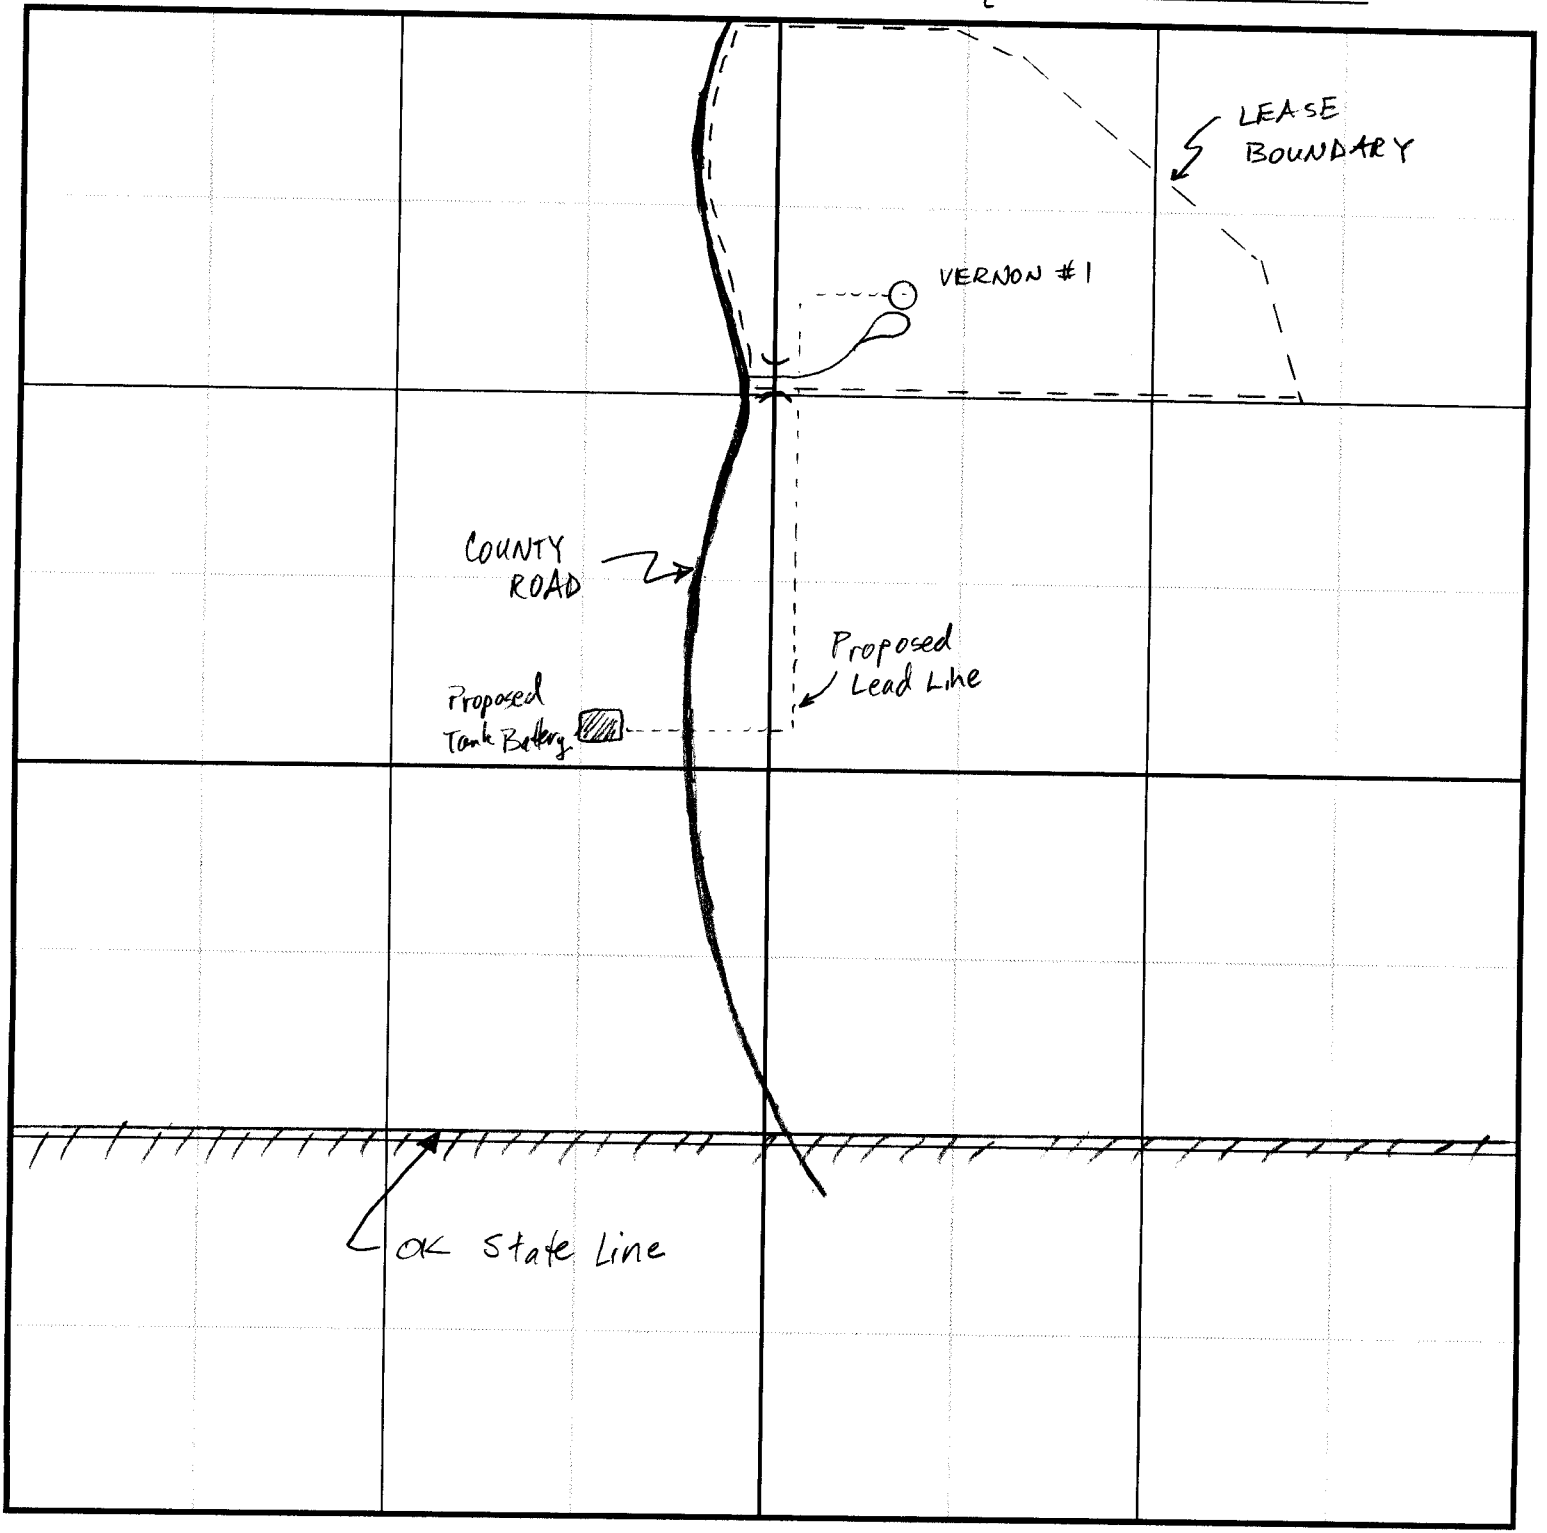 LEASE
BOUNDARY
VERNON #1
COUNTY
ROAD
Proposed
Lead Line
Proposed
Tank Battery
OK State Line